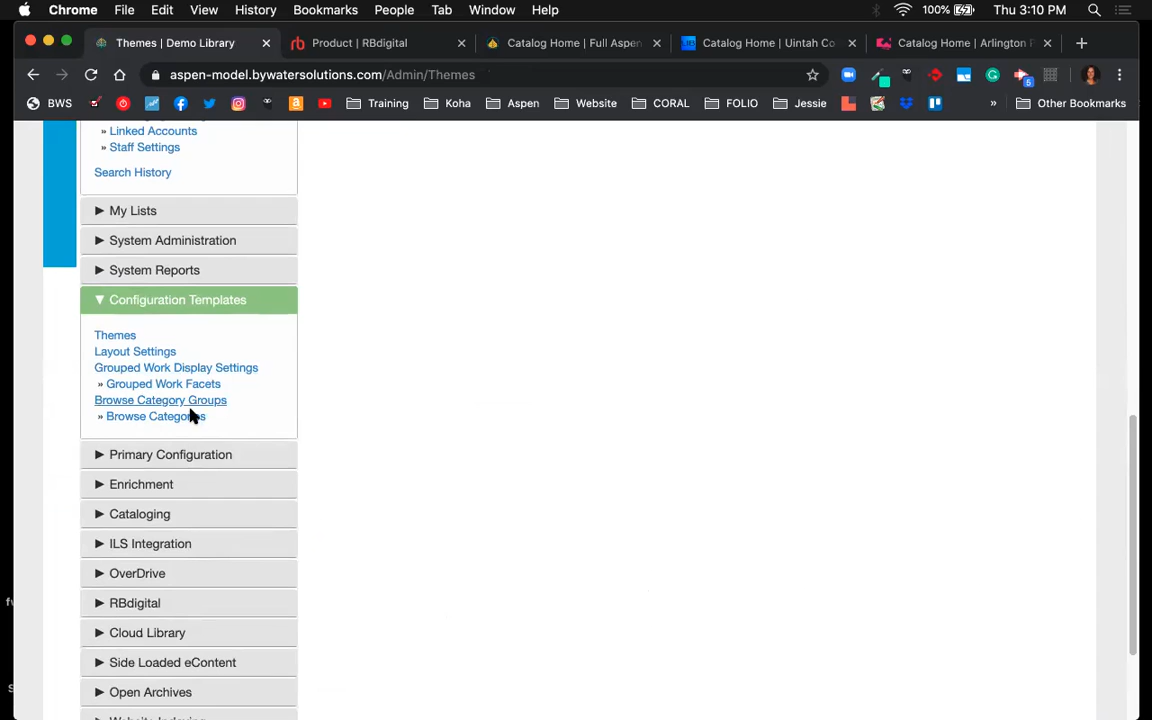 Chrome File Edit View History Bookmarks People Tab Window Help 100% Thu 3:10 PM
Themes | Demo Library Product | RBdigital Catalog Home | Full Aspen Catalog Home | Uintah Co Catalog Home | Arlington
aspen-model.bywatersolutions.com/Admin/Themes
BWS Training Koha Aspen Website CORAL FOLIO Jessie » Other Bookmarks
» Linked Accounts
» Staff Settings
Search History
▶ My Lists
▶ System Administration
▶ System Reports
▼ Configuration Templates
Themes
Layout Settings
Grouped Work Display Settings
» Grouped Work Facets
Browse Category Groups
» Browse Categories
▶ Primary Configuration
▶ Enrichment
▶ Cataloging
▶ ILS Integration
▶ OverDrive
▶ RBdigital
▶ Cloud Library
▶ Side Loaded eContent
▶ Open Archives
▶ Website Indexing